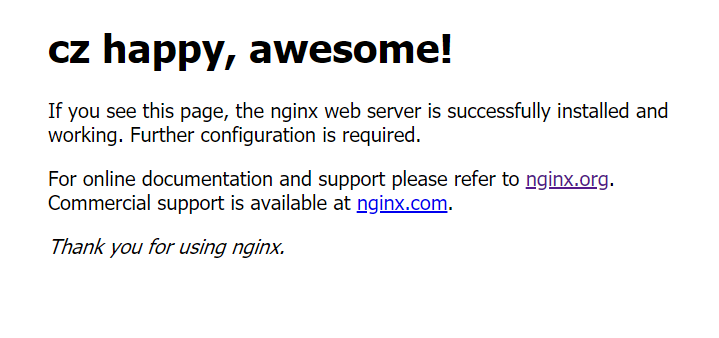 cz happy, awesome!
If you see this page, the nginx web server is successfully installed and
working. Further configuration is required.
For online documentation and support please refer to nginx.org.
Commercial support is available at nginx.com.
Thank you for using nginx.